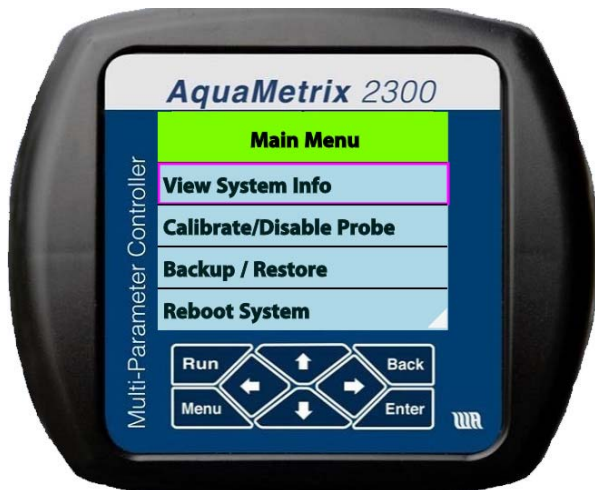 AquaMetrix 2300
Multi-Parameter Controller
Main Menu
View System Info
Calibrate/Disable Probe
Backup / Restore
Reboot System
Run
Back
Menu
Enter